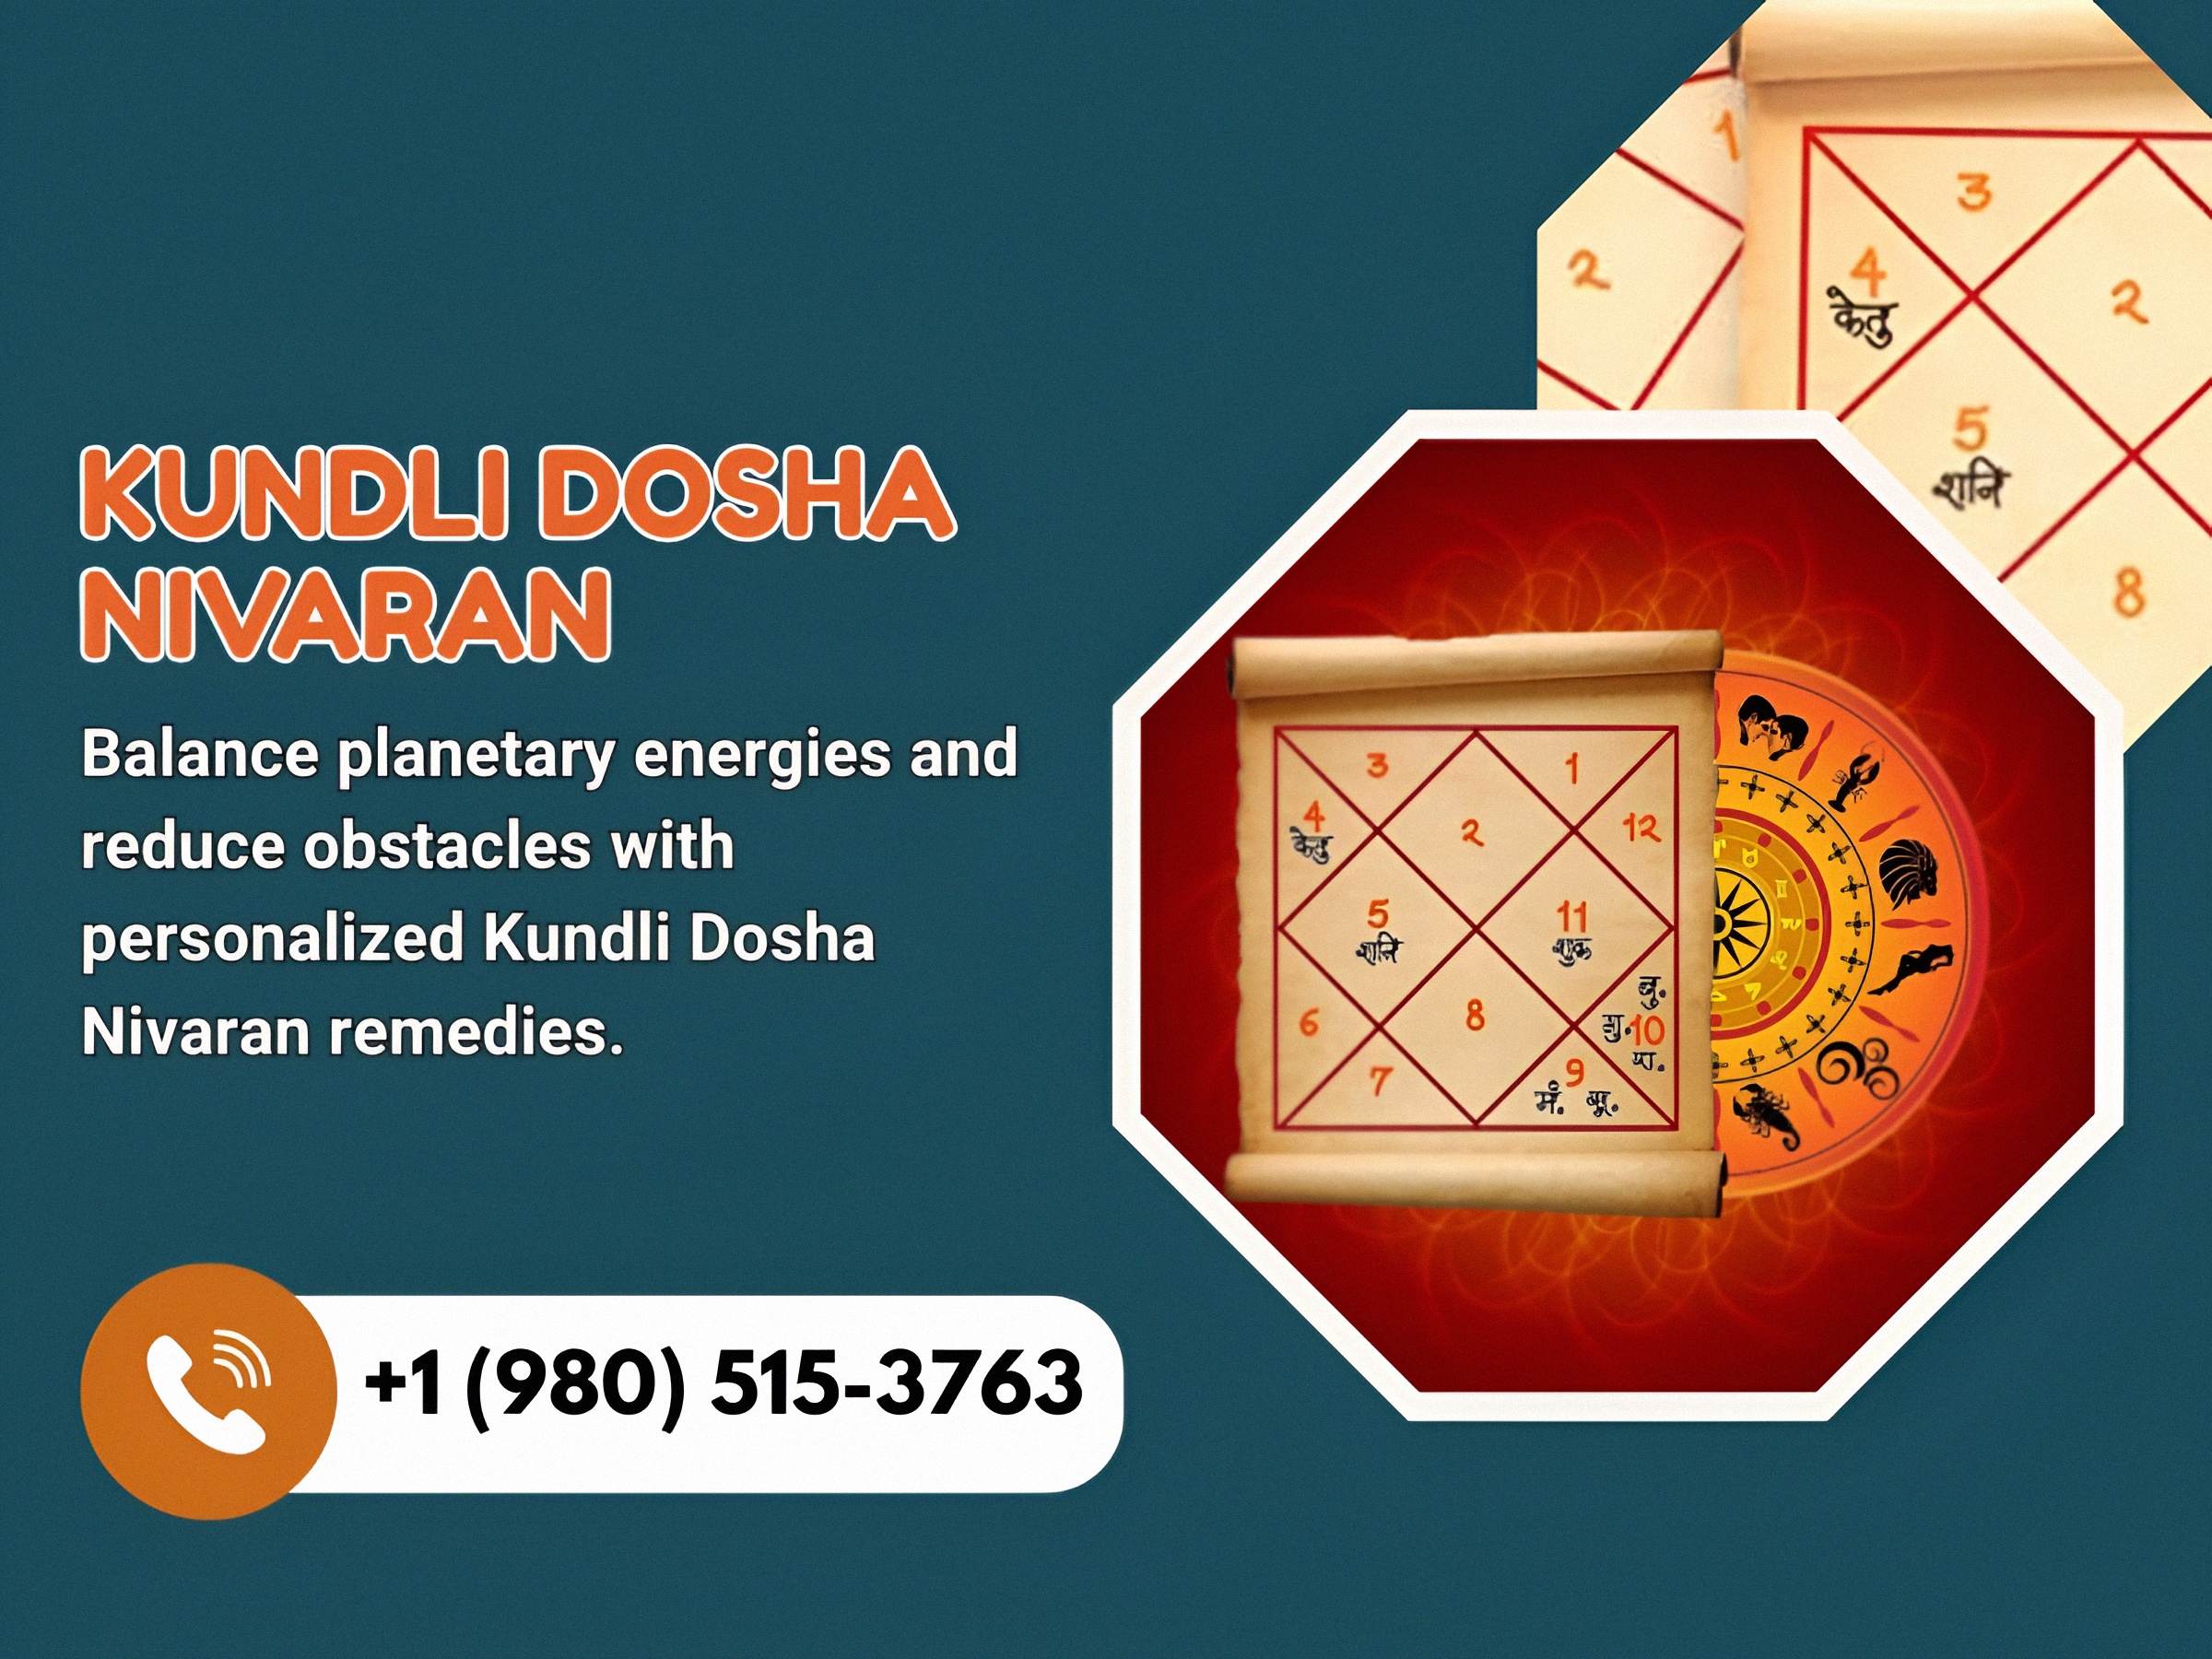 KUNDLI DOSHA
NIVARAN
Balance planetary energies and
reduce obstacles with
personalized Kundli Dosha
Nivaran remedies.
+1 (980) 515-3763
1
3
2
4
2
केतु
5
शनि
8
3
1
4
2
12
केतु
5
11
शनि
शुक्र
बु.
6
8
10
7
9
मं.